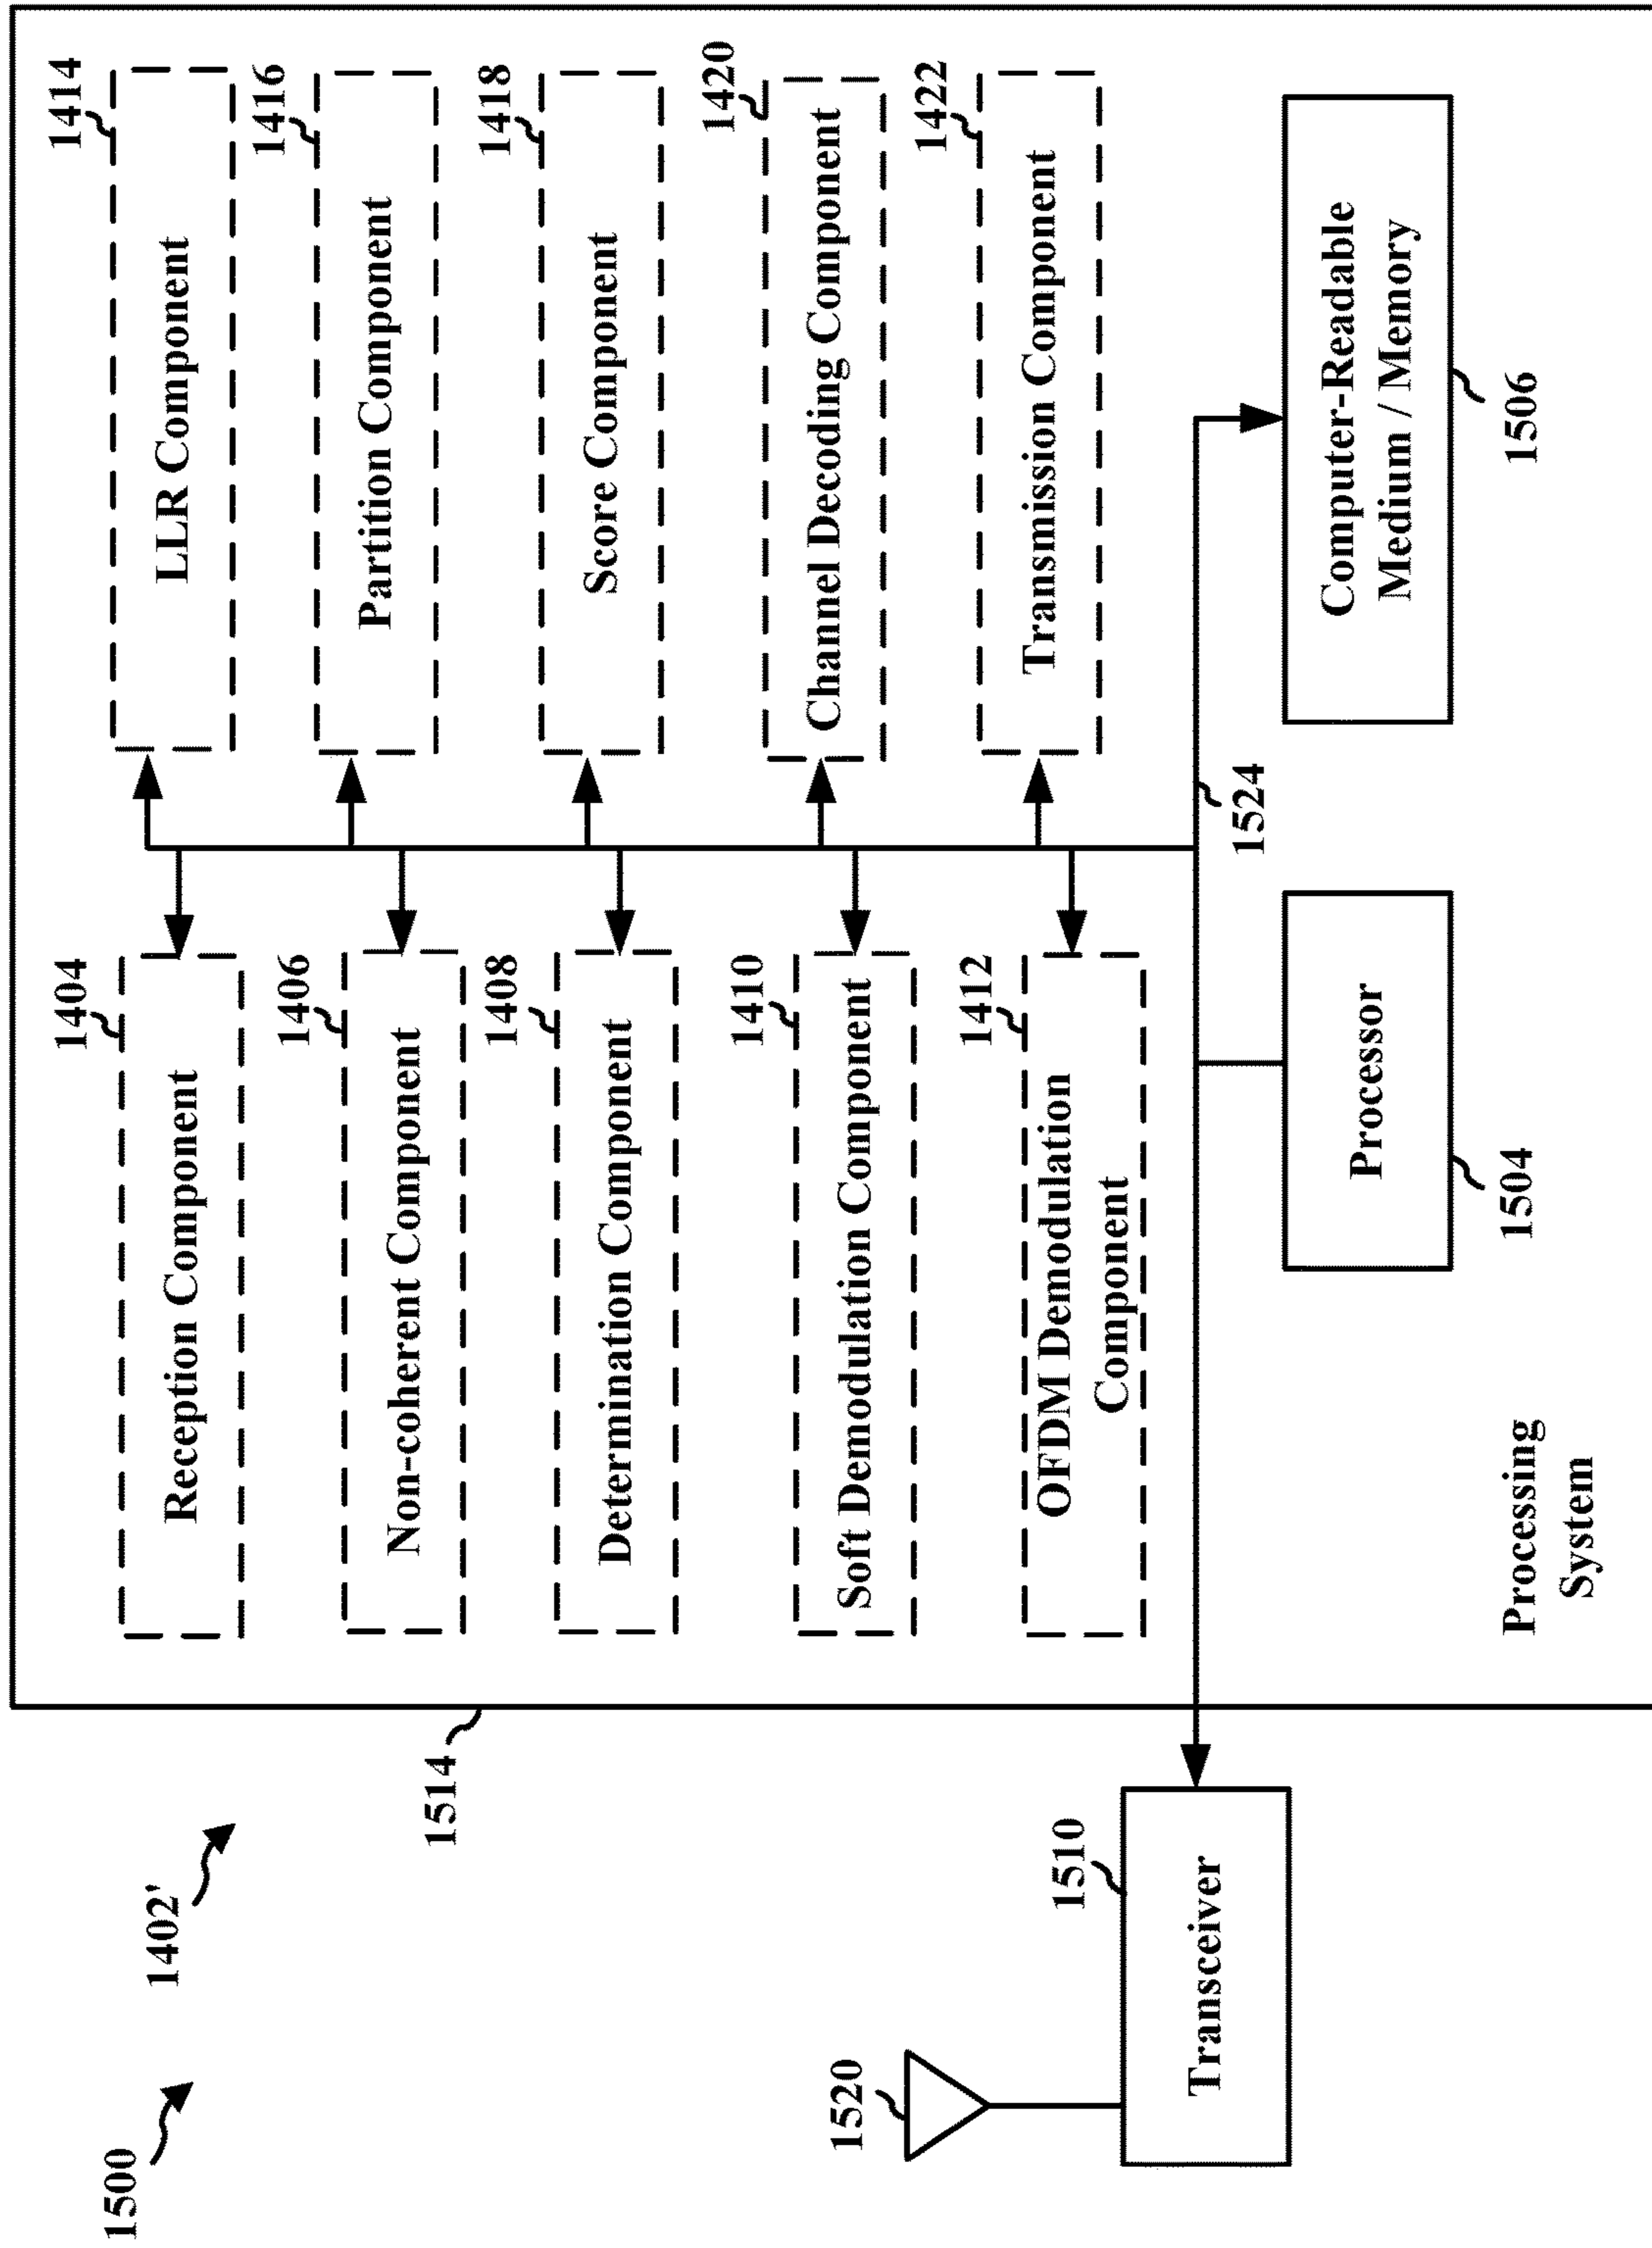 1500
1402'
1514
1404
Reception Component
1406
Non-coherent Component
1408
Determination Component
1410
Soft Demodulation Component
1412
OFDM Demodulation
Component
1414
LLR Component
1416
Partition Component
1418
Score Component
1420
Channel Decoding Component
1422
Transmission Component
1524
1520
1510
Transceiver
Processor
1504
Computer-Readable
Medium / Memory
1506
Processing
System